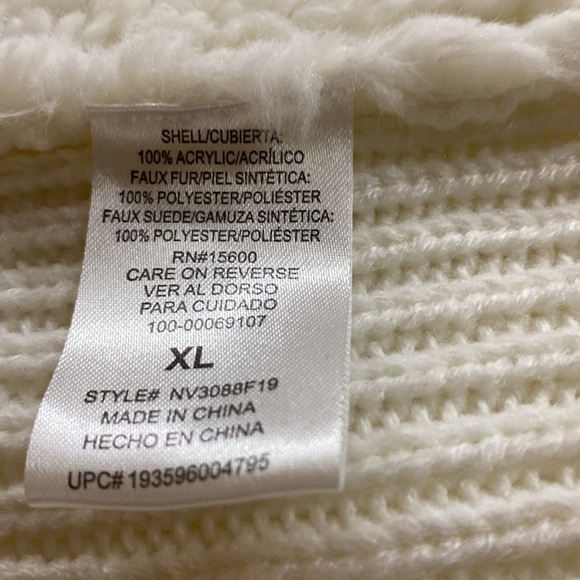 SHELL/CUBIERTA:
100% ACRYLIC/ACRÍLICO
FAUX FUR/PIEL SINTÉTICA:
100% POLYESTER/POLIÉSTER
FAUX SUEDE/GAMUZA SINTÉTICA:
100% POLYESTER/POLIÉSTER
RN#15600
CARE ON REVERSE
VER AL DORSO
PARA CUIDADO
100-00069107
XL
STYLE# NV3088F19
MADE IN CHINA
HECHO EN CHINA
UPC# 193596004795